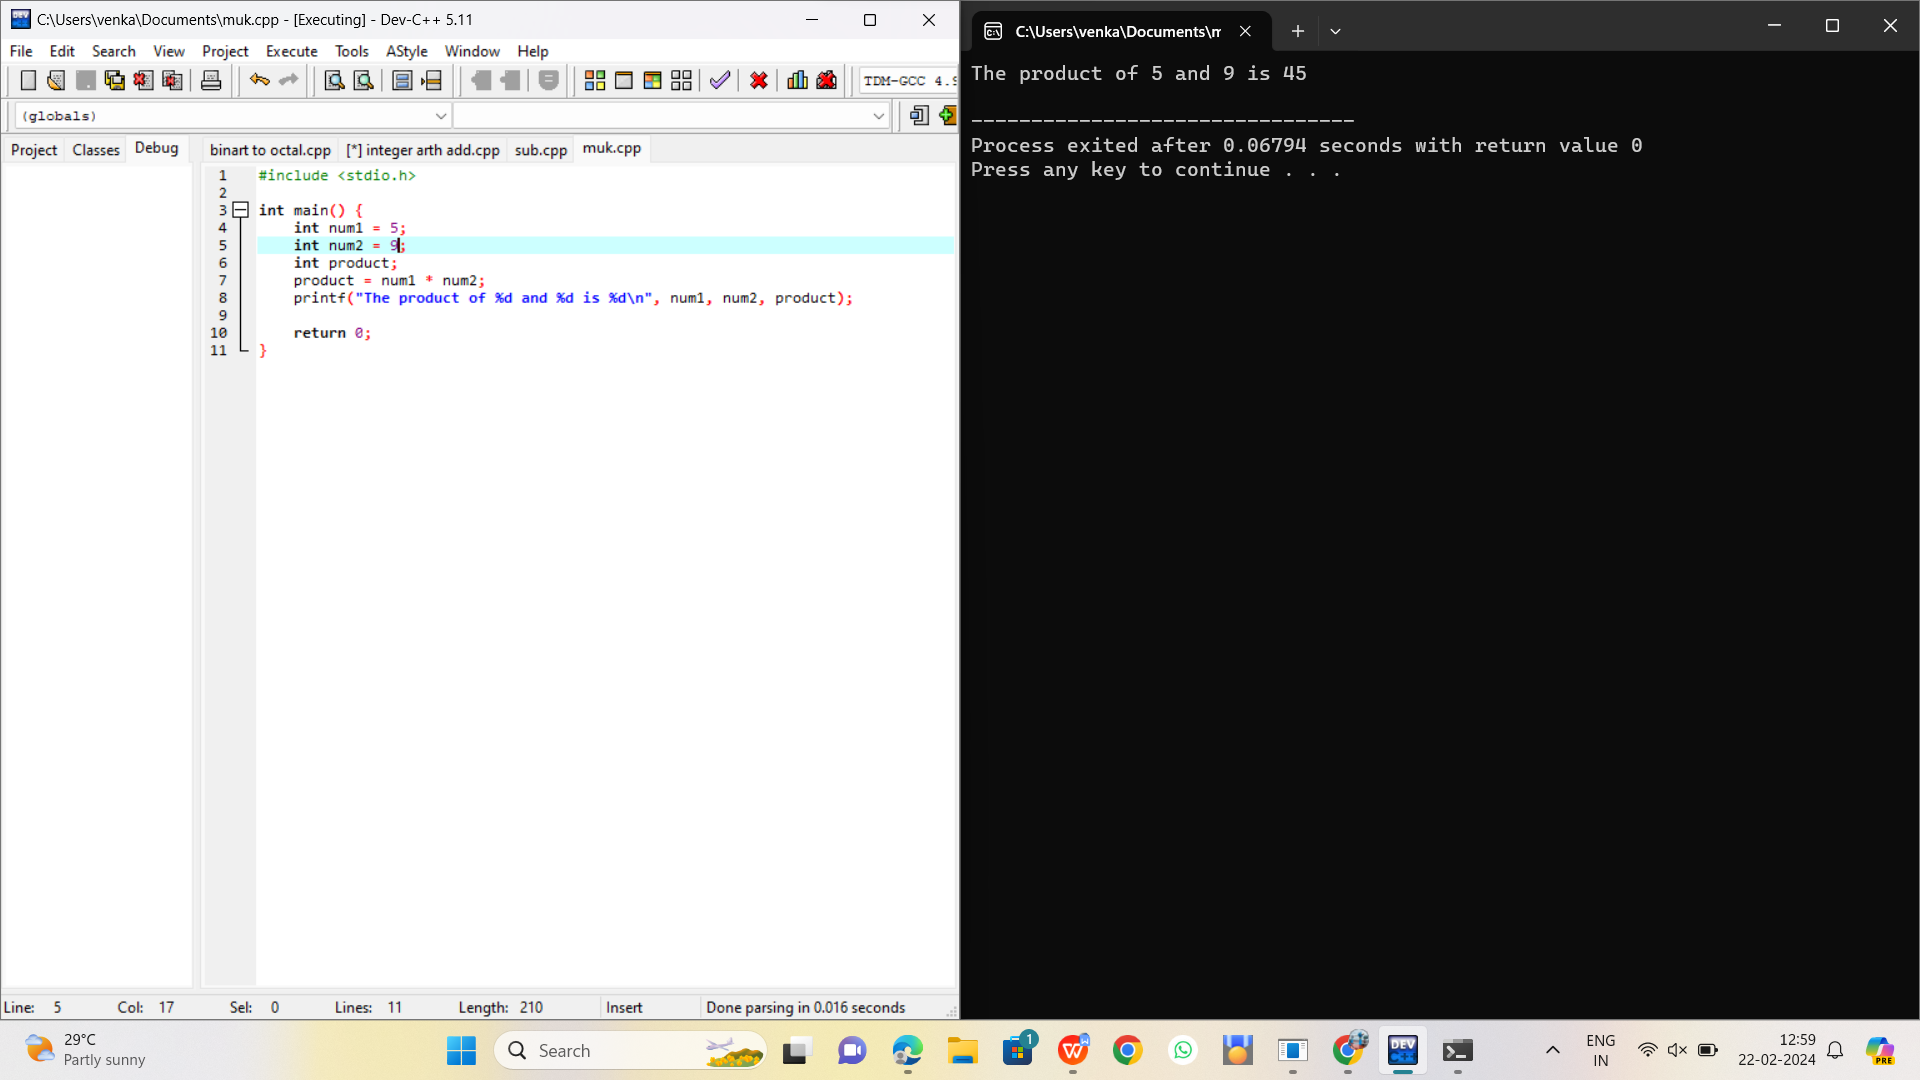 C:\Users\venka\Documents\muk.cpp - [Executing] - Dev-C++ 5.11
File Edit Search View Project Execute Tools AStyle Window Help
TDM-GCC 4.9
(globals)
Project Classes Debug
binart to octal.cpp [*] integer arth add.cpp sub.cpp muk.cpp
1 #include <stdio.h>
2
3 int main() {
4 int num1 = 5;
5 int num2 = 9;
6 int product;
7 product = num1 * num2;
8 printf("The product of %d and %d is %d\n", num1, num2, product);
9
10 return 0;
11 }
Line: 5 Col: 17 Sel: 0 Lines: 11 Length: 210 Insert Done parsing in 0.016 seconds
C:\Users\venka\Documents\m
The product of 5 and 9 is 45
--------------------------------
Process exited after 0.06794 seconds with return value 0
Press any key to continue . . .
29°C
Partly sunny
Search
1
DEV
C++
ENG
IN
12:59
22-02-2024
PRE